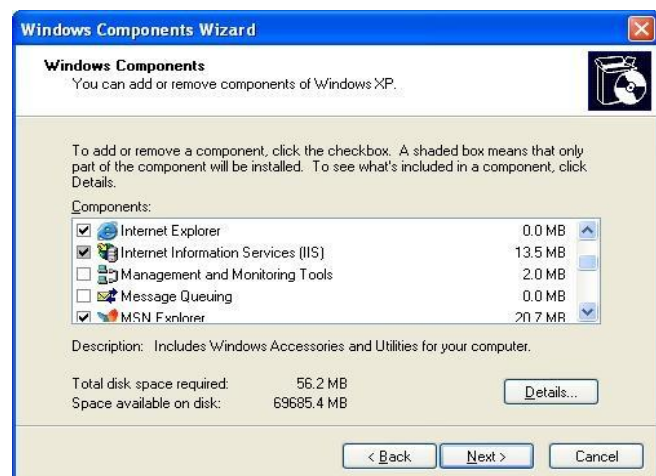 Windows Components Wizard
Windows Components
You can add or remove components of Windows XP.
To add or remove a component, click the checkbox. A shaded box means that only
part of the component will be installed. To see what's included in a component, click
Details.
Components:
Internet Explorer 0.0 MB
Internet Information Services (IIS) 13.5 MB
Management and Monitoring Tools 2.0 MB
Message Queuing 0.0 MB
MSN Explorer 20.7 MB
Description: Includes Windows Accessories and Utilities for your computer.
Total disk space required: 56.2 MB
Space available on disk: 69685.4 MB
Details...
< Back Next > Cancel